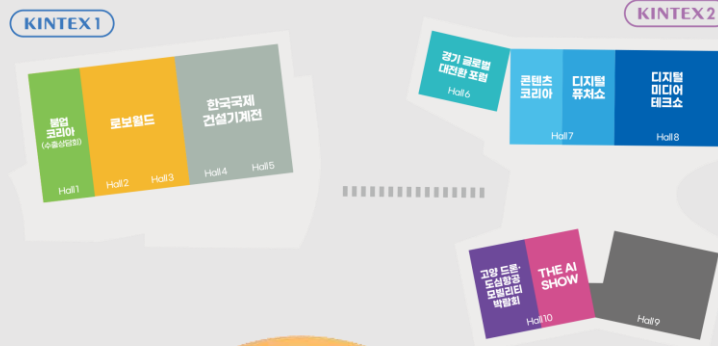 KINTEX 1
KINTEX 2
붐업
코리아
(수출상담회)
Hall1
로보월드
Hall2
Hall3
한국국제
건설기계전
Hall4
Hall5
경기 글로벌
대전환 포럼
Hall6
콘텐츠
코리아
디지털
퓨처쇼
Hall7
디지털
미디어
테크쇼
Hall8
고양 드론·
도심항공
모빌리티
박람회
THE AI
SHOW
Hall10
Hall9